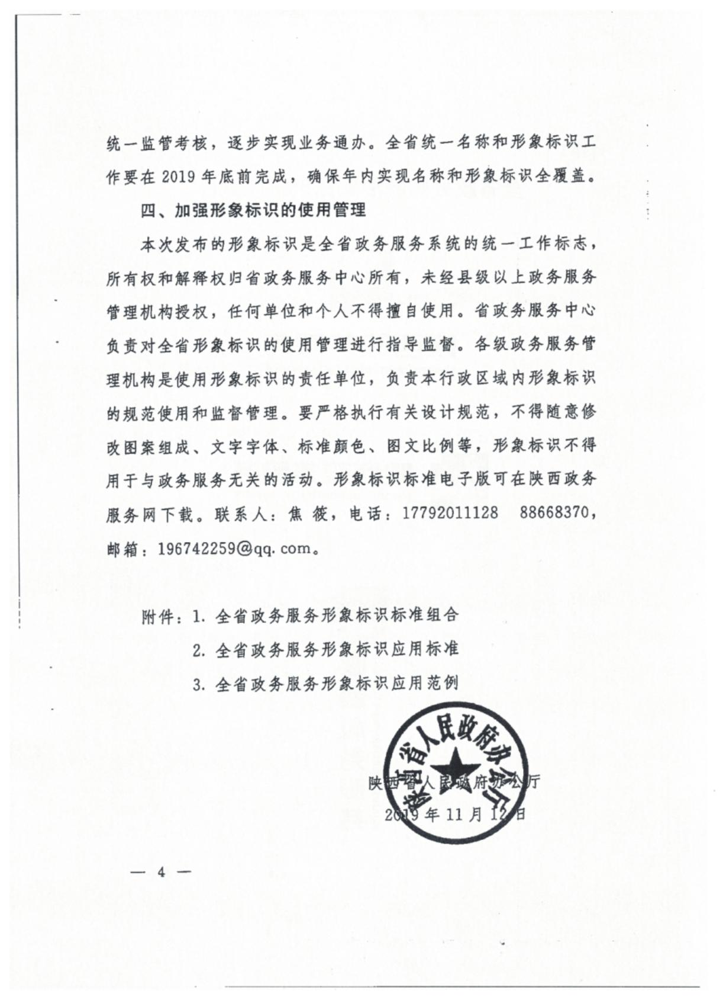 统一监管考核，逐步实现业务通办。全省统一名称和形象标识工
作要在 2019 年底前完成，确保年内实现名称和形象标识全覆盖。
四、加强形象标识的使用管理
本次发布的形象标识是全省政务服务系统的统一工作标志，
所有权和解释权归省政务服务中心所有，未经县级以上政务服务
管理机构授权，任何单位和个人不得擅自使用。省政务服务中心
负责对全省形象标识的使用管理进行指导监督。各级政务服务管
理机构是使用形象标识的责任单位，负责本行政区域内形象标识
的规范使用和监督管理。要严格执行有关设计规范，不得随意修
改图案组成、文字字体、标准颜色、图文比例等，形象标识不得
用于与政务服务无关的活动。形象标识标准电子版可在陕西政务
服务网下载。联系人：焦 筱，电话：17792011128 88668370，
邮箱：196742259@qq.com。
附件：1. 全省政务服务形象标识标准组合
2. 全省政务服务形象标识应用标准
3. 全省政务服务形象标识应用范例
陕西省人民政府办公厅
陕西省人民政府办公厅
2019 年 11 月 12 日
— 4 —